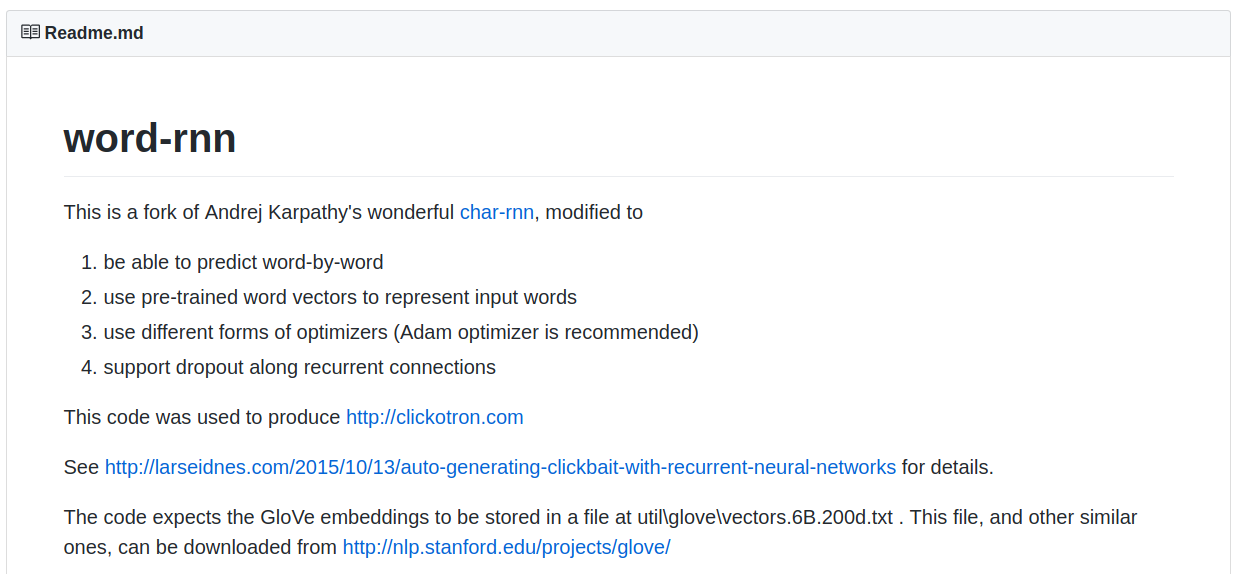 Readme.md
word-rnn
This is a fork of Andrej Karpathy's wonderful char-rnn, modified to
1. be able to predict word-by-word
2. use pre-trained word vectors to represent input words
3. use different forms of optimizers (Adam optimizer is recommended)
4. support dropout along recurrent connections
This code was used to produce http://clickotron.com
See http://larseidnes.com/2015/10/13/auto-generating-clickbait-with-recurrent-neural-networks for details.
The code expects the GloVe embeddings to be stored in a file at util\glove\vectors.6B.200d.txt . This file, and other similar
ones, can be downloaded from http://nlp.stanford.edu/projects/glove/